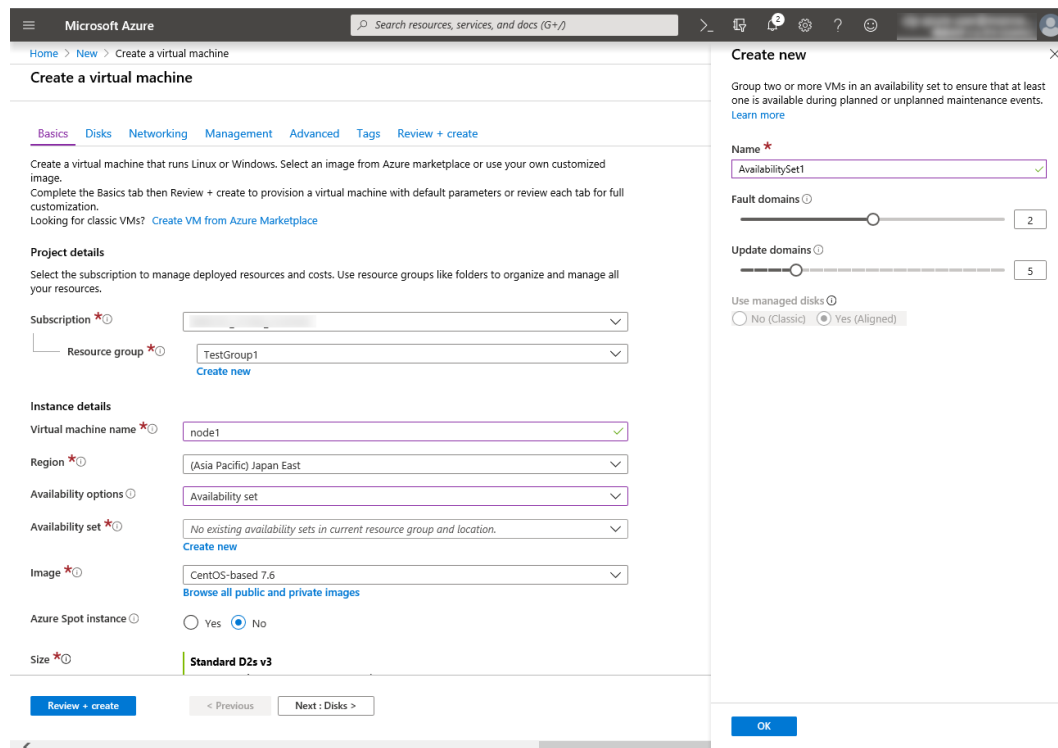 Microsoft Azure
Search resources, services, and docs (G+/)
2
Home > New > Create a virtual machine
Create a virtual machine
Basics Disks Networking Management Advanced Tags Review + create
Create a virtual machine that runs Linux or Windows. Select an image from Azure marketplace or use your own customized
image.
Complete the Basics tab then Review + create to provision a virtual machine with default parameters or review each tab for full
customization.
Looking for classic VMs? Create VM from Azure Marketplace
Project details
Select the subscription to manage deployed resources and costs. Use resource groups like folders to organize and manage all
your resources.
Subscription *
Resource group *
TestGroup1
Create new
Instance details
Virtual machine name *
node1
Region *
(Asia Pacific) Japan East
Availability options
Availability set
Availability set *
No existing availability sets in current resource group and location.
Create new
Image *
CentOS-based 7.6
Browse all public and private images
Azure Spot instance
Yes No
Size *
Standard D2s v3
Review + create
< Previous
Next : Disks >
Create new
Group two or more VMs in an availability set to ensure that at least
one is available during planned or unplanned maintenance events.
Learn more
Name *
AvailabilitySet1
Fault domains
2
Update domains
5
Use managed disks
No (Classic) Yes (Aligned)
OK